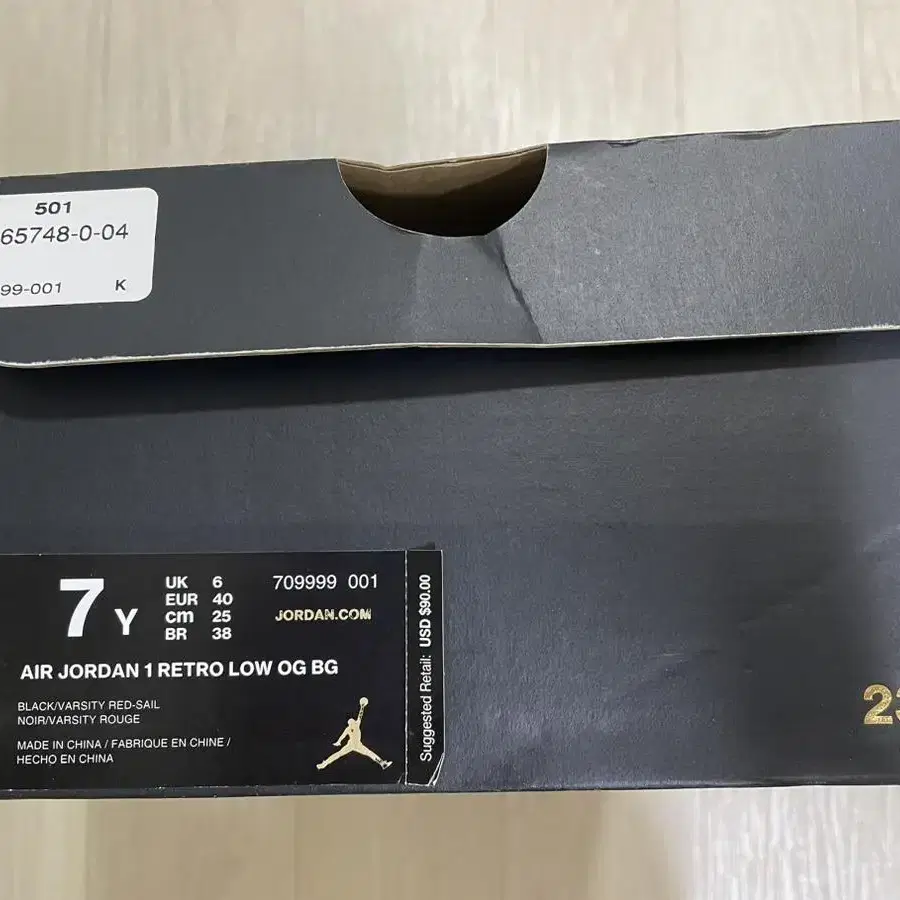 501
65748-0-04
99-001 K
7 Y
UK 6
EUR 40
cm 25
BR 38
709999 001
JORDAN.COM
AIR JORDAN 1 RETRO LOW OG BG
BLACK/VARSITY RED-SAIL
NOIR/VARSITY ROUGE
MADE IN CHINA / FABRIQUE EN CHINE /
HECHO EN CHINA
Suggested Retail: USD $90.00
23